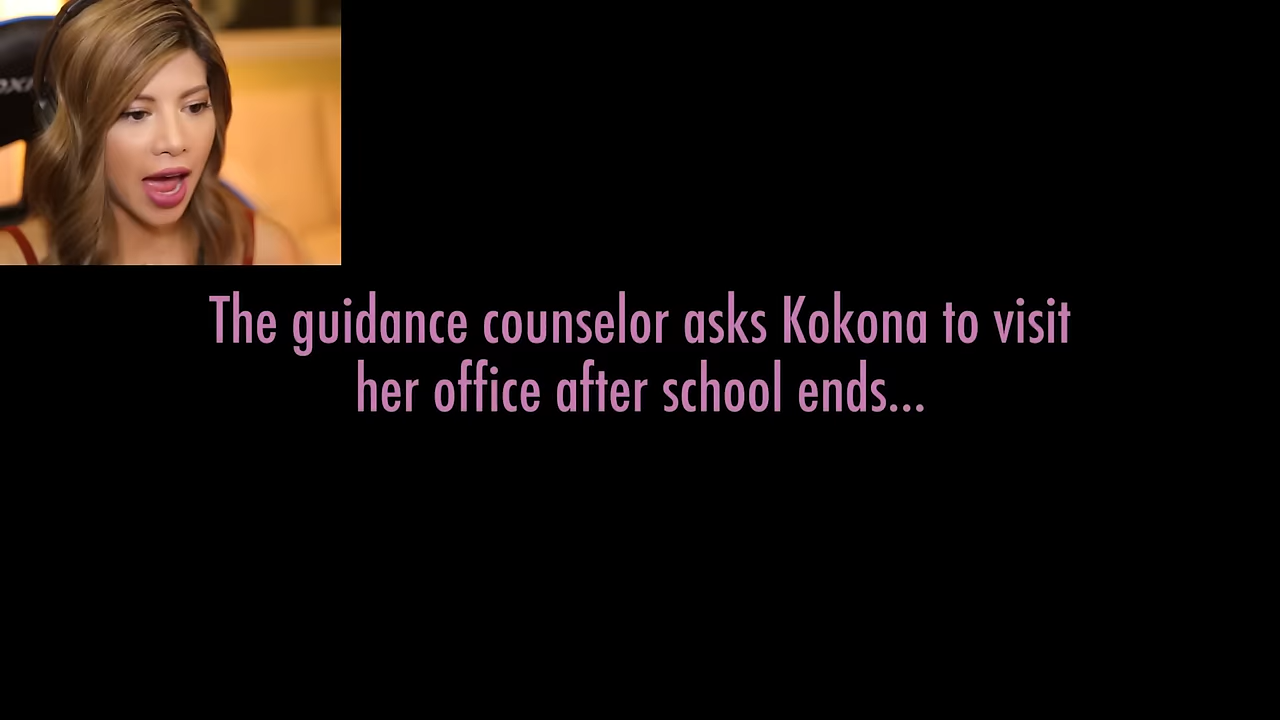 The guidance counselor asks Kokona to visit
her office after school ends...